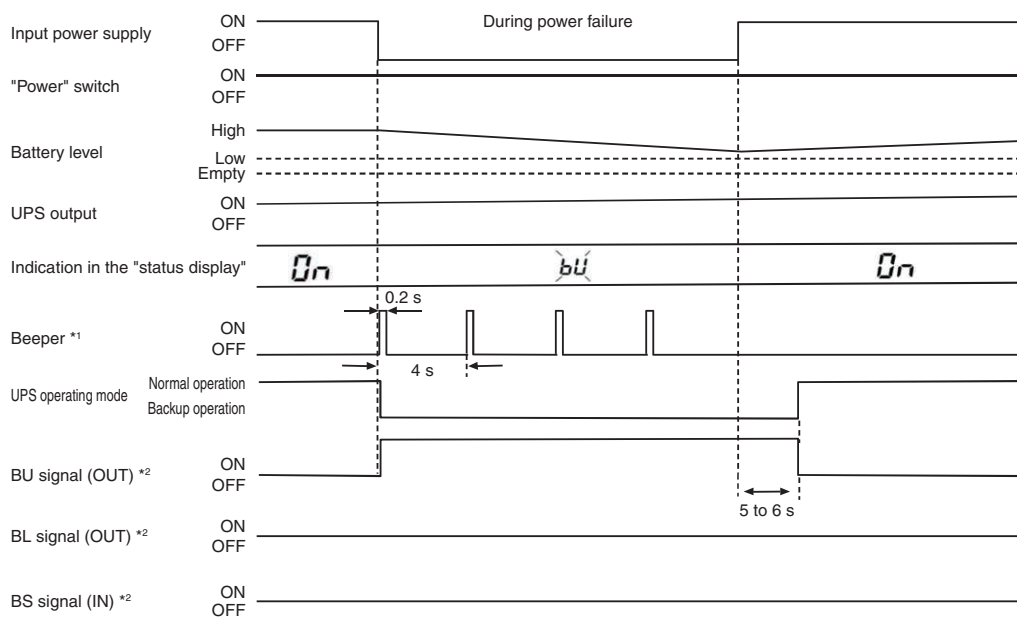 During power failure
Input power supply ON
OFF
"Power" switch ON
OFF
Battery level High
Low
Empty
UPS output ON
OFF
Indication in the "status display" On bU On
0.2 s
Beeper *1 ON
OFF
4 s
UPS operating mode Normal operation
Backup operation
BU signal (OUT) *2 ON
OFF
5 to 6 s
BL signal (OUT) *2 ON
OFF
BS signal (IN) *2 ON
OFF